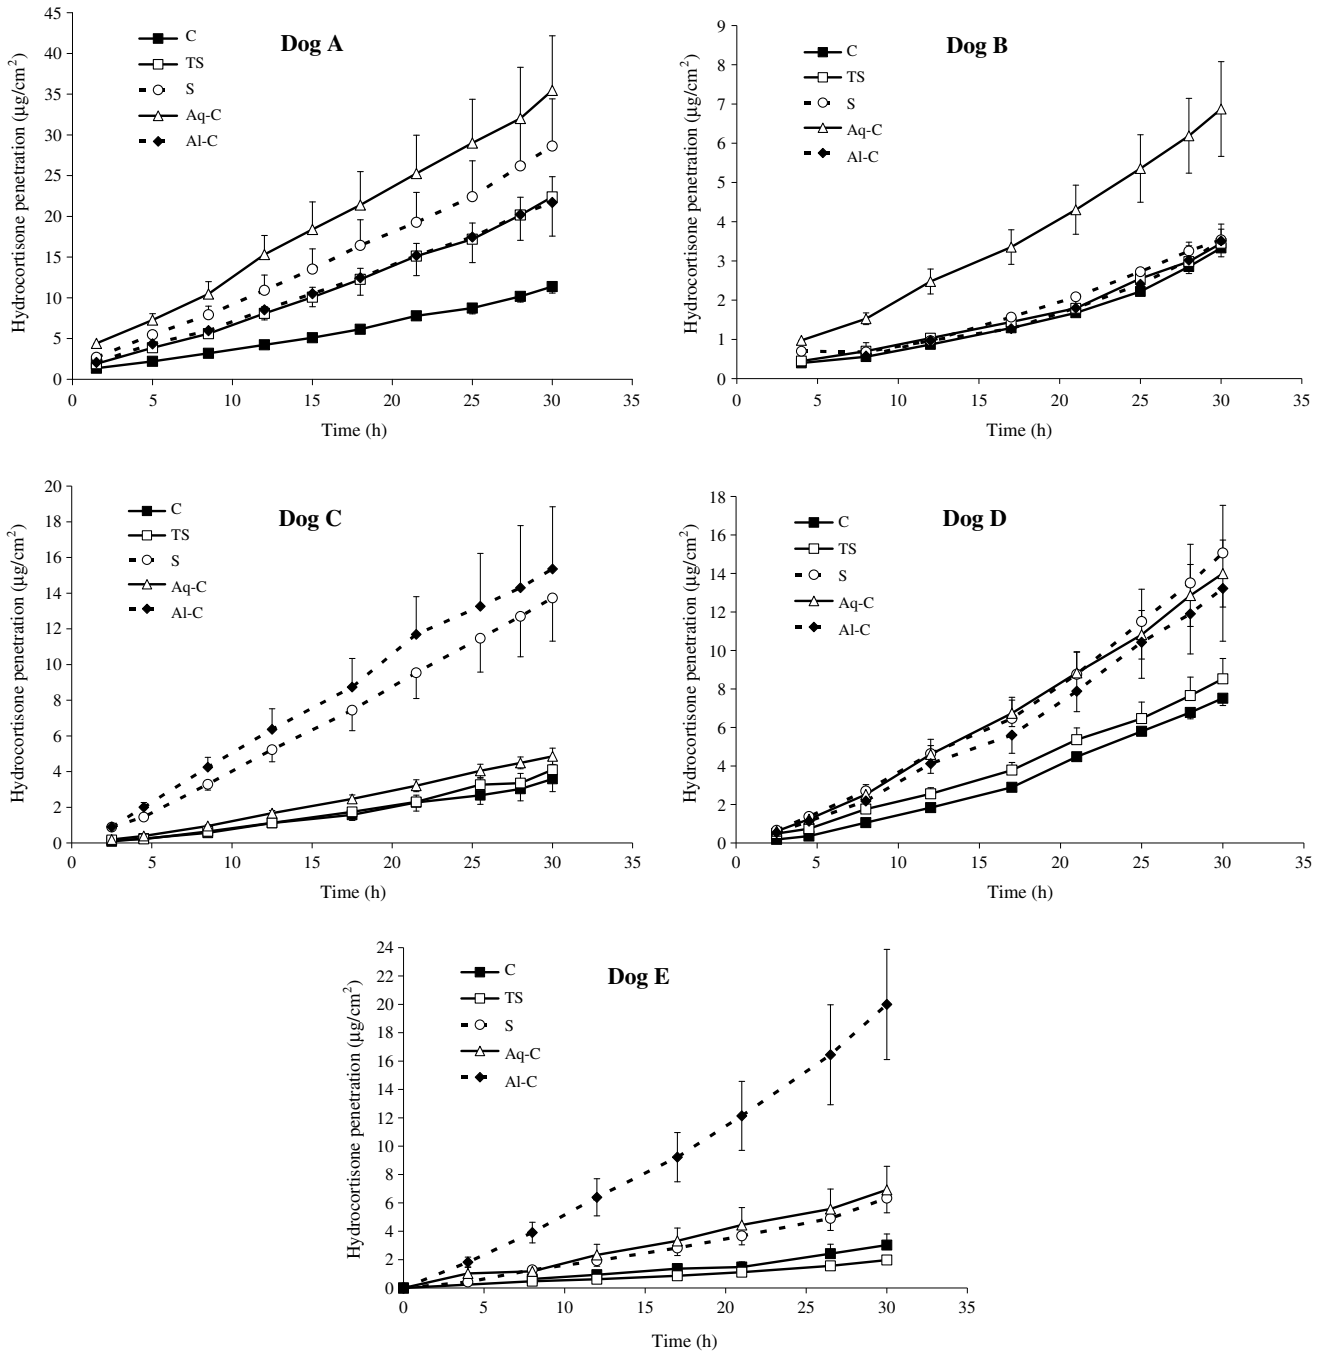 Dog A
C
TS
S
Aq-C
Al-C
Hydrocortisone penetration (µg/cm²)
45
40
35
30
25
20
15
10
5
0
0 5 10 15 20 25 30 35
Time (h)
Dog B
C
TS
S
Aq-C
Al-C
Hydrocortisone penetration (µg/cm²)
9
8
7
6
5
4
3
2
1
0
0 5 10 15 20 25 30 35
Time (h)
Dog C
C
TS
S
Aq-C
Al-C
Hydrocortisone penetration (µg/cm²)
20
18
16
14
12
10
8
6
4
2
0
0 5 10 15 20 25 30 35
Time (h)
Dog D
C
TS
S
Aq-C
Al-C
Hydrocortisone penetration (µg/cm²)
18
16
14
12
10
8
6
4
2
0
0 5 10 15 20 25 30 35
Time (h)
Dog E
C
TS
S
Aq-C
Al-C
Hydrocortisone penetration (µg/cm²)
24
22
20
18
16
14
12
10
8
6
4
2
0
0 5 10 15 20 25 30 35
Time (h)